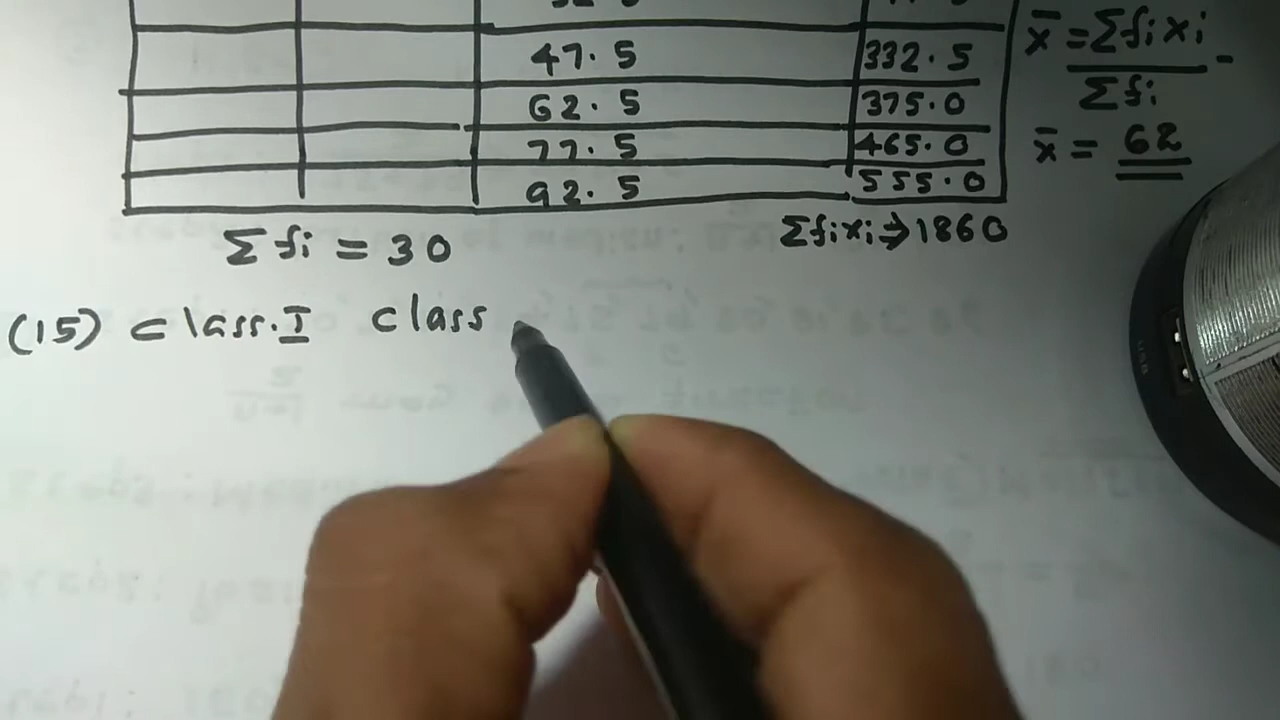 47.5 332.5
62.5 375.0
77.5 465.0
92.5 555.0
x̄ = Σfixi
Σfi
x̄ = 62
Σfi = 30 Σfixi → 1860
(15) class.I class